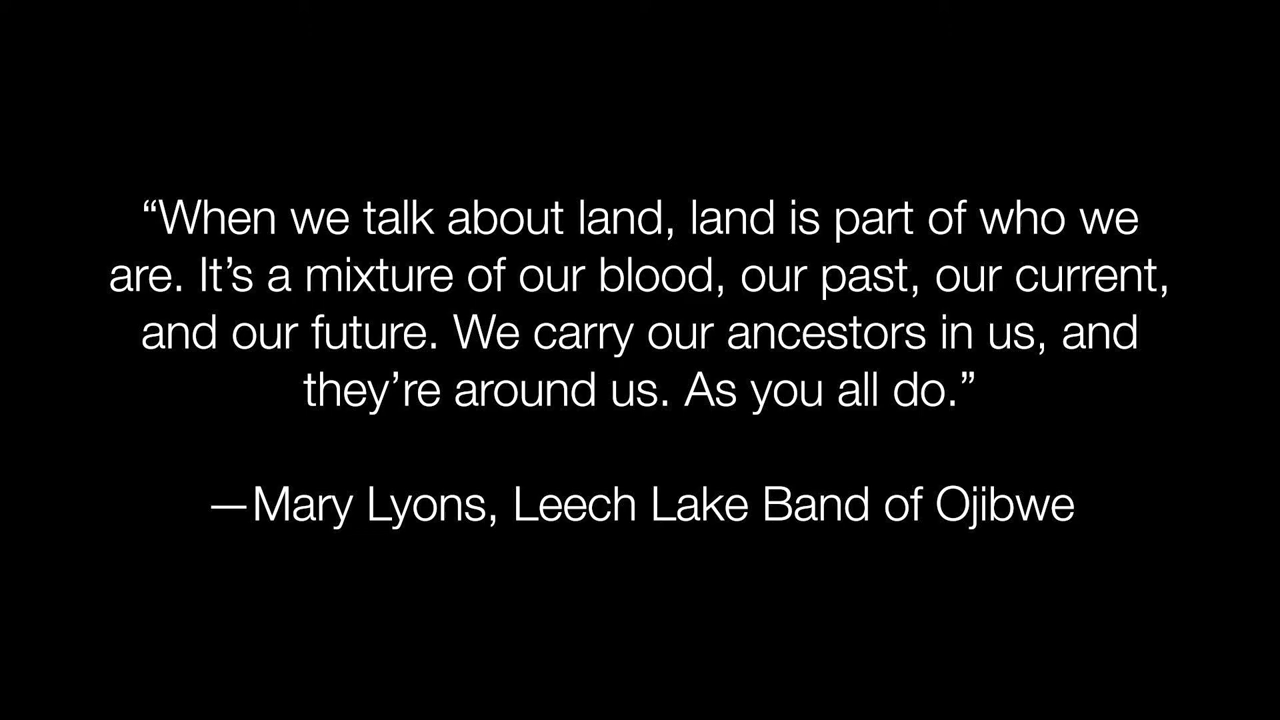 “When we talk about land, land is part of who we
are. It’s a mixture of our blood, our past, our current,
and our future. We carry our ancestors in us, and
they’re around us. As you all do.”
—Mary Lyons, Leech Lake Band of Ojibwe